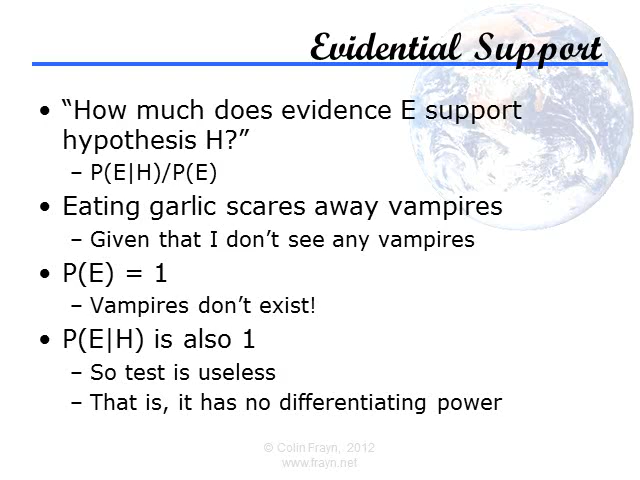 Evidential Support
• “How much does evidence E support
hypothesis H?”
– P(E|H)/P(E)
• Eating garlic scares away vampires
– Given that I don’t see any vampires
• P(E) = 1
– Vampires don’t exist!
• P(E|H) is also 1
– So test is useless
– That is, it has no differentiating power
© Colin Frayn, 2012
www.frayn.net